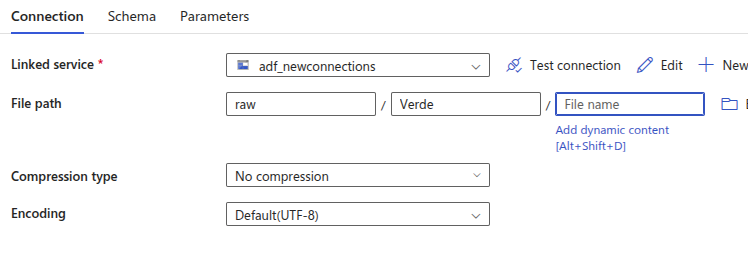 Connection Schema Parameters
Linked service * adf_newconnections Test connection Edit New
File path raw / Verde / File name
Add dynamic content
[Alt+Shift+D]
Compression type No compression
Encoding Default(UTF-8)